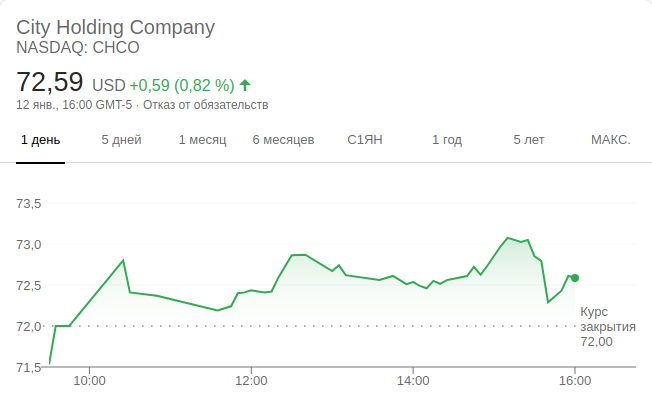 City Holding Company
NASDAQ: CHCO
72,59 USD +0,59 (0,82 %)
12 янв., 16:00 GMT-5 · Отказ от обязательств
1 день 5 дней 1 месяц 6 месяцев С1ЯН 1 год 5 лет МАКС.
73,5
73,0
72,5
72,0
71,5
Курс
закрытия
72,00
10:00 12:00 14:00 16:00